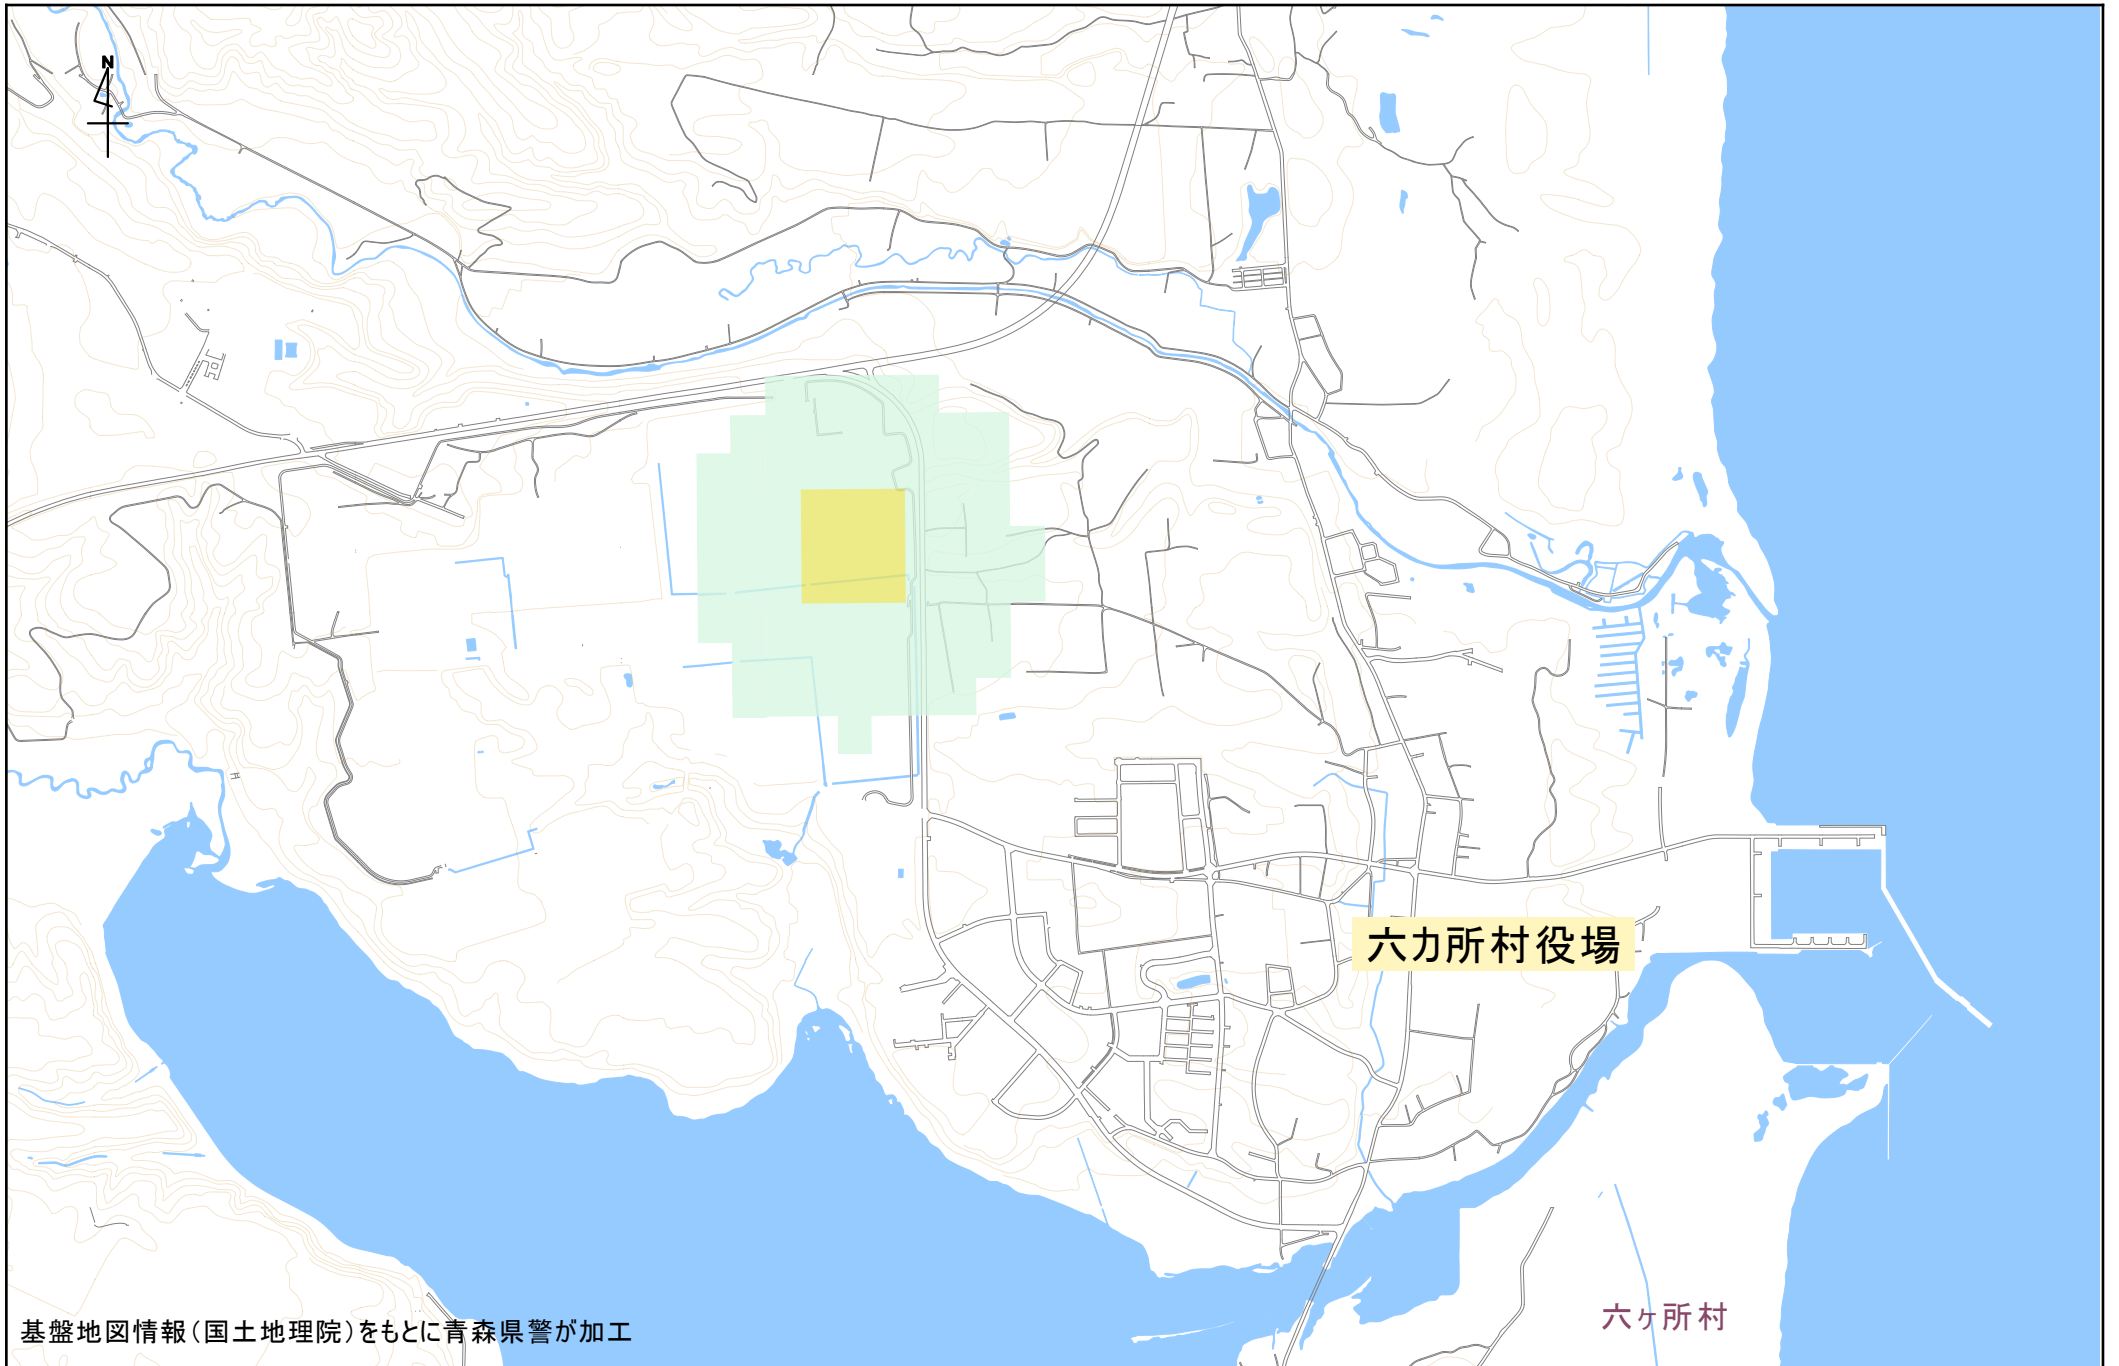 N
六カ所村役場
六ヶ所村
基盤地図情報（国土地理院）をもとに青森県警が加工